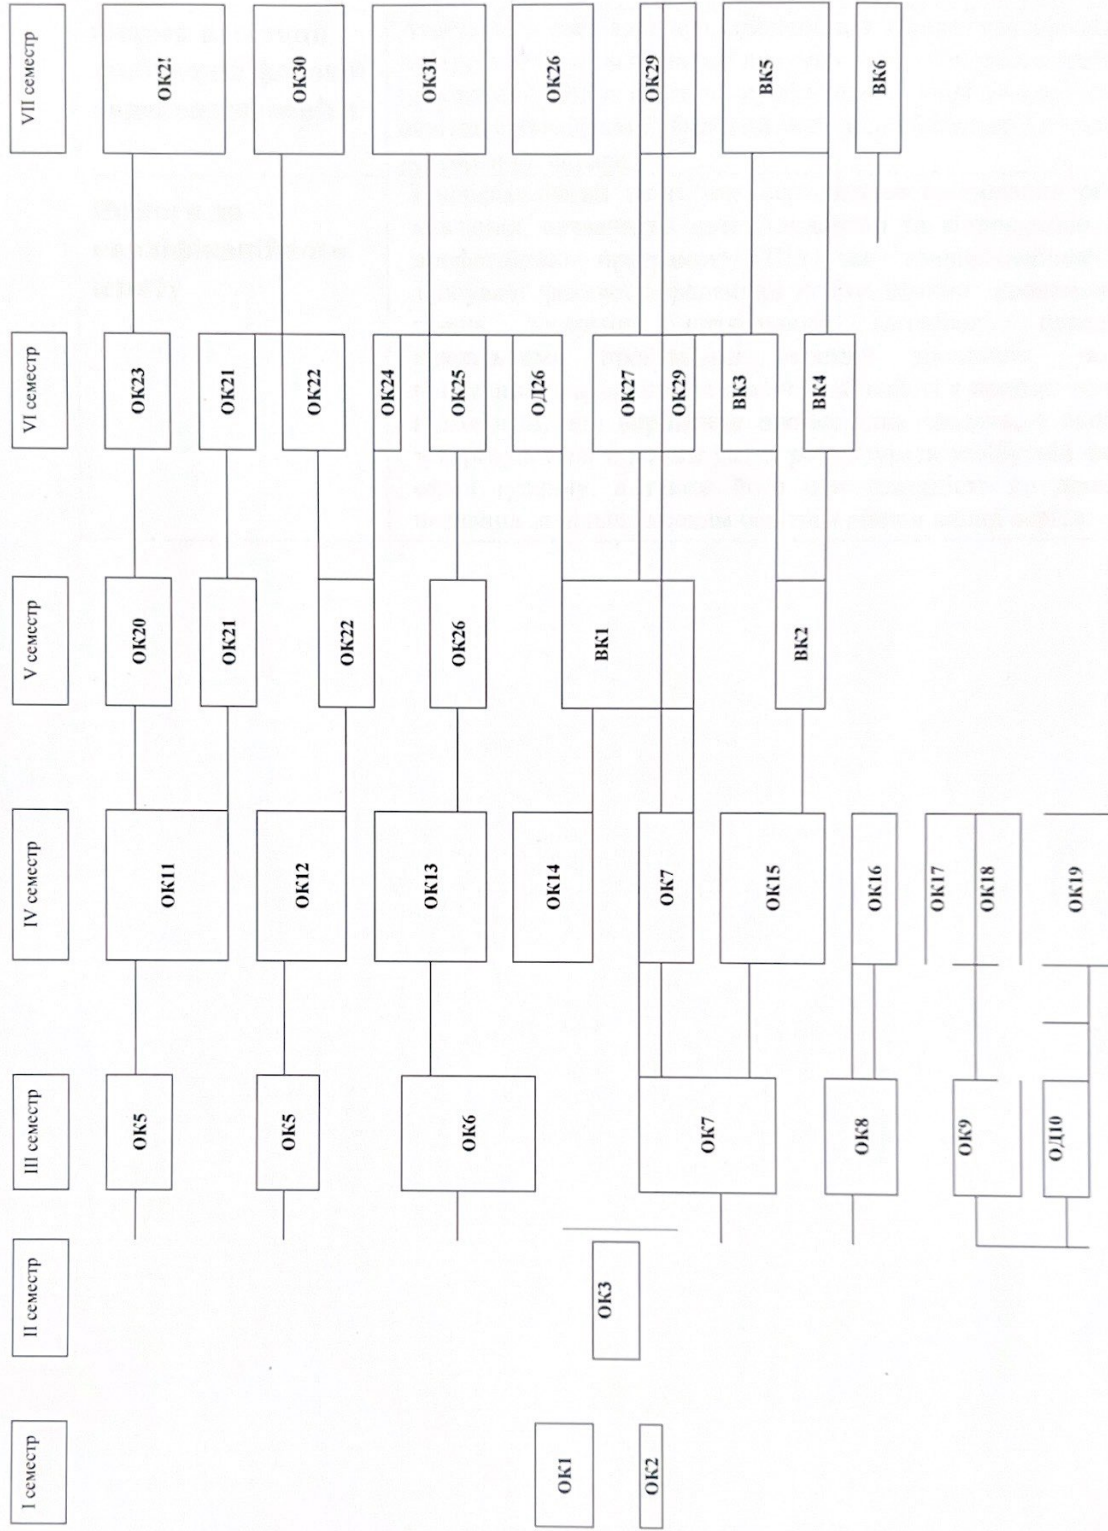 I семестр
II семестр
III семестр
IV семестр
V семестр
VI семестр
VII семестр
ОК5
ОК11
ОК20
ОК23
ОК2!
ОК21
ОК21
ОК5
ОК12
ОК22
ОК22
ОК30
ОК24
ОК6
ОК13
ОК26
ОК25
ОК31
ОК1
ОК14
ОД26
ОК26
ОК3
ВК1
ОК27
ОК2
ОК7
ОК7
ОК29
ОК29
ОК15
ВК2
ВК3
ВК5
ВК4
ОК8
ОК16
ВК6
ОК9
ОК17
ОК18
ОД10
ОК19